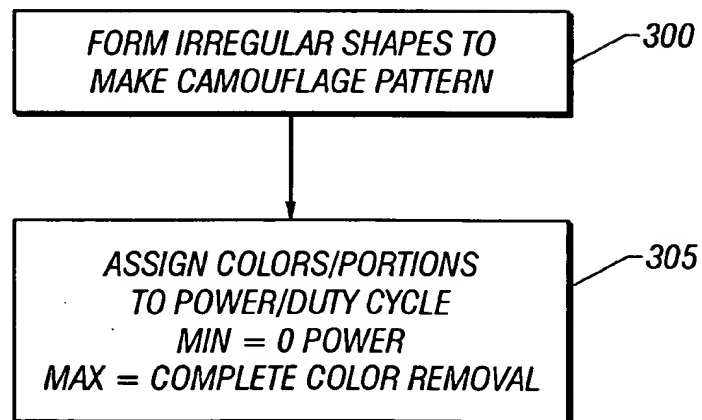 FORM IRREGULAR SHAPES TO
MAKE CAMOUFLAGE PATTERN
300
ASSIGN COLORS/PORTIONS
TO POWER/DUTY CYCLE
MIN = 0 POWER
MAX = COMPLETE COLOR REMOVAL
305